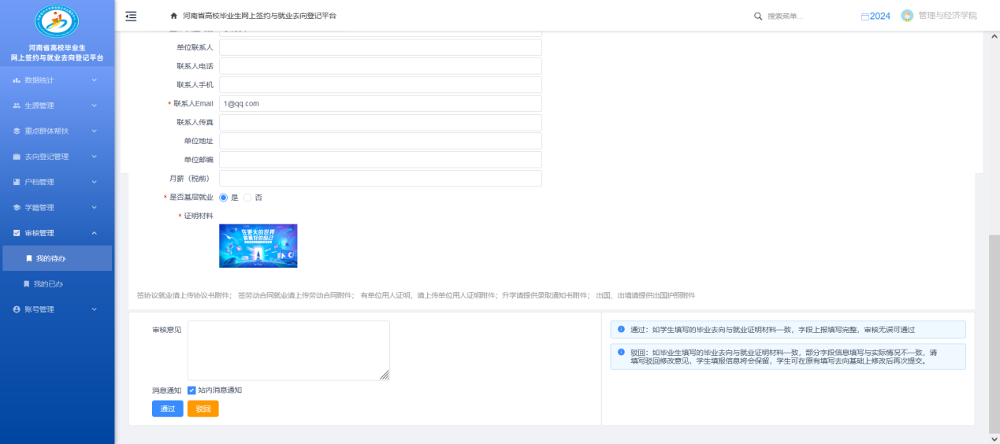 河南省高校毕业生
网上签约与就业去向登记平台
数据统计
生源管理
重点群体帮扶
去向登记管理
户档管理
学籍管理
审核管理
我的待办
我的已办
账号管理
河南省高校毕业生网上签约与就业去向登记平台
搜索菜单...
2024
管理与经济学院
单位联系人
联系人电话
联系人手机
* 联系人Email 1@qq.com
联系人传真
单位地址
单位邮编
月薪（税前）
* 是否基层就业 是 否
* 证明材料
在更大的世界
做最好的自己
签协议就业请上传协议书附件； 签劳动合同就业请上传劳动合同附件； 有单位用人证明，请上传单位用人证明附件；升学请提供录取通知书附件； 出国、出境请提供出国护照附件
审核意见
消息通知 站内消息通知
通过 驳回
通过：如学生填写的毕业去向与就业证明材料一致，字段上报填写完整，审核无误可通过
驳回：如毕业生填写的毕业去向与就业证明材料一致，部分字段信息填写与实际情况不一致，请
填写驳回修改意见，学生填报信息将会保留，学生可在原有填写去向基础上修改后再次提交。